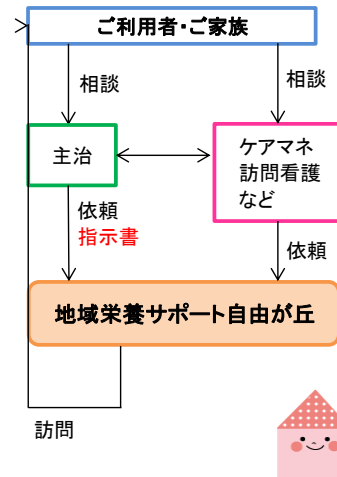 ご利用者・ご家族
相談
相談
主治
ケアマネ
訪問看護
など
依頼
指示書
依頼
地域栄養サポート自由が丘
訪問